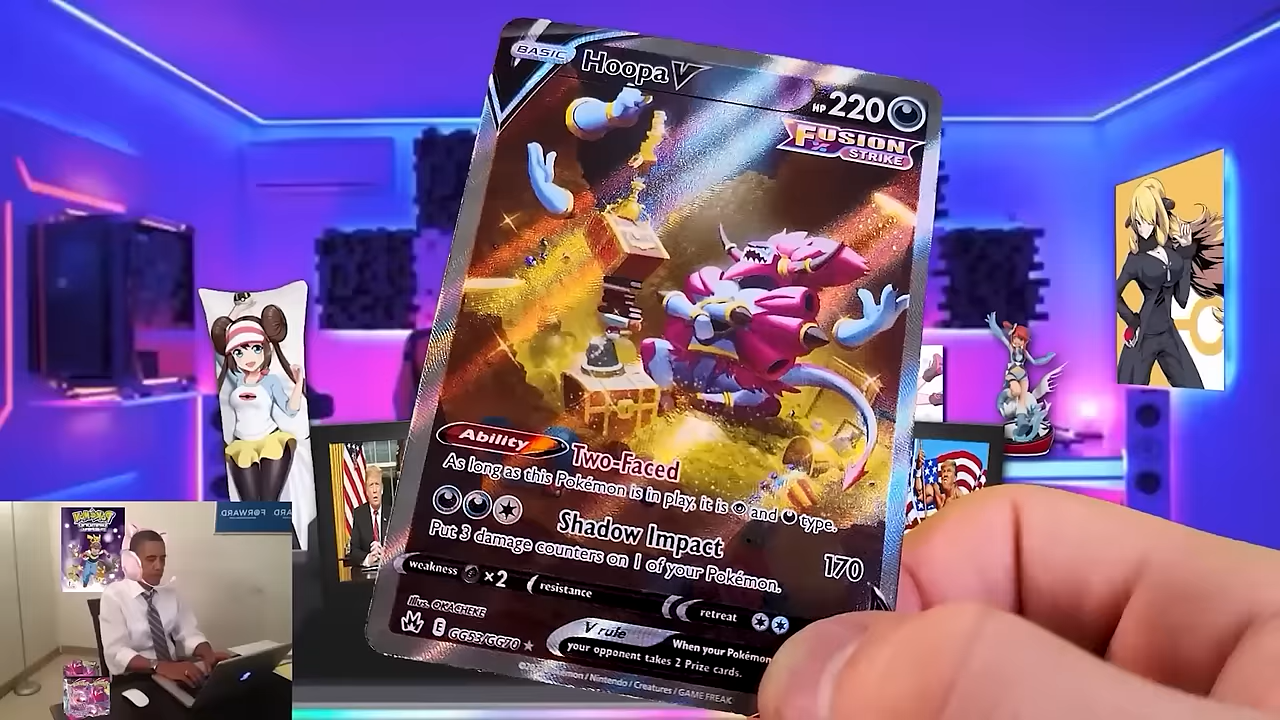 BASIC
Hoopa V
HP 220
FUSION
STRIKE
Ability Two-Faced
As long as this Pokémon is in play, it is and type.
Shadow Impact 170
Put 3 damage counters on 1 of your Pokémon.
weakness ×2 resistance retreat
Illus. OKACHEKE
E GG53/GG70
V rule
When your Pokémon
your opponent takes 2 Prize cards.
Pokémon / Nintendo / Creatures / GAME FREAK
FORWARD